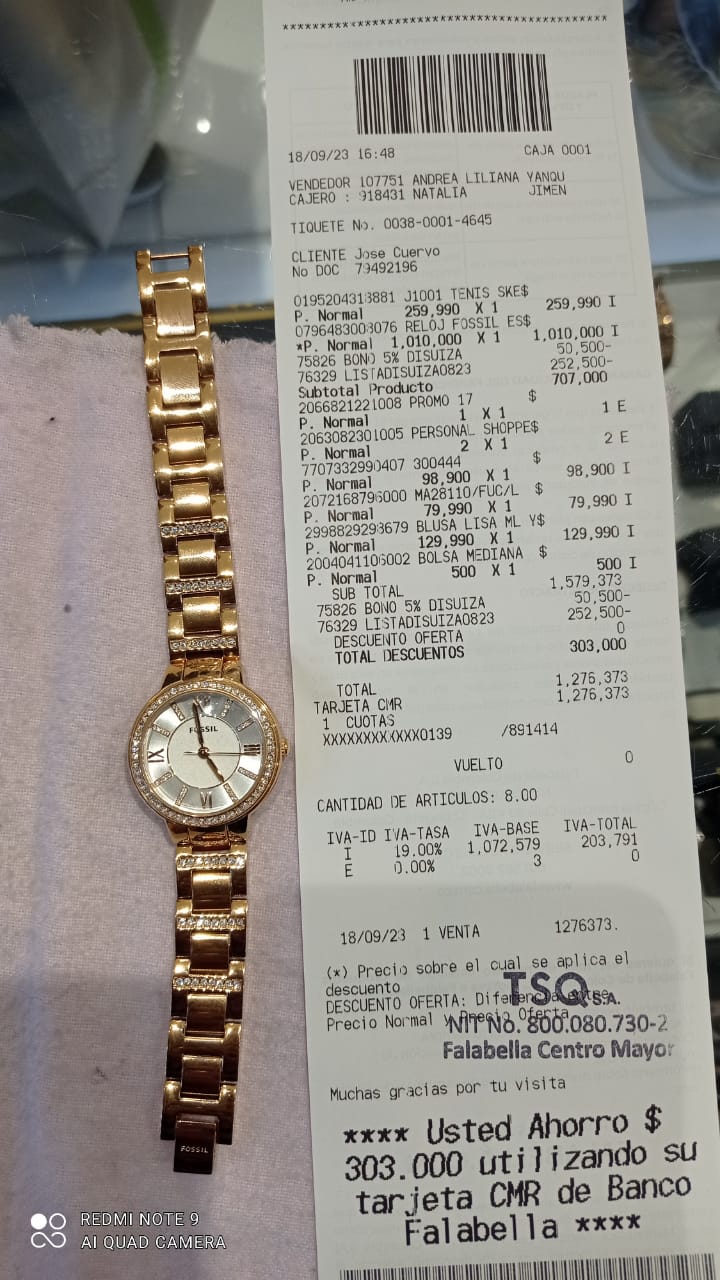 ****************************************
18/09/23 16:48 CAJA 0001
VENDEDOR 107751 ANDREA LILIANA YANQU
CAJERO : 918431 NATALIA JIMEN
TIQUETE No. 0038-0001-4645
CLIENTE Jose Cuervo
No DOC 79492196
0195204313881 J1001 TENIS SKE$
P. Normal 259,990 X 1 259,990 I
0796483003076 RELOJ FOSSIL ES$
*P. Normal 1,010,000 X 1 1,010,000 I
75826 BONO 5% DISUIZA 50,500-
76329 LISTADISUIZA0823 252,500-
Subtotal Producto 707,000
2066821221008 PROMO 17 $
P. Normal 1 X 1 1 E
2063082301005 PERSONAL SHOPPE$
P. Normal 2 X 1 2 E
7707332990407 300444 $
P. Normal 98,900 X 1 98,900 I
2072168796000 MA28110/FUC/L $
P. Normal 79,990 X 1 79,990 I
2998829293679 BLUSA LISA ML Y$
P. Normal 129,990 X 1 129,990 I
2004041106002 BOLSA MEDIANA $
P. Normal 500 X 1 500 I
SUB TOTAL 1,579,373
75826 BONO 5% DISUIZA 50,500-
76329 LISTADISUIZA0823 252,500-
DESCUENTO OFERTA 0
TOTAL DESCUENTOS 303,000
TOTAL 1,276,373
TARJETA CMR 1,276,373
1 CUOTAS
XXXXXXXXXXXX0139 /891414
VUELTO 0
CANTIDAD DE ARTICULOS: 8.00
IVA-ID IVA-TASA IVA-BASE IVA-TOTAL
I 19.00% 1,072,579 203,791
E 0.00% 3 0
18/09/23 1 VENTA 1276373.
(*) Precio sobre el cual se aplica el
descuento
DESCUENTO OFERTA: Diferencia entre
Precio Normal y Precio Oferta
TSQ S.A.
NIT No. 800.080.730-2
Falabella Centro Mayor
Muchas gracias por tu visita
**** Usted Ahorro $
303.000 utilizando su
tarjeta CMR de Banco
Falabella ****
FOSSIL
IX III
VI
FOSSIL
REDMI NOTE 9
AI QUAD CAMERA